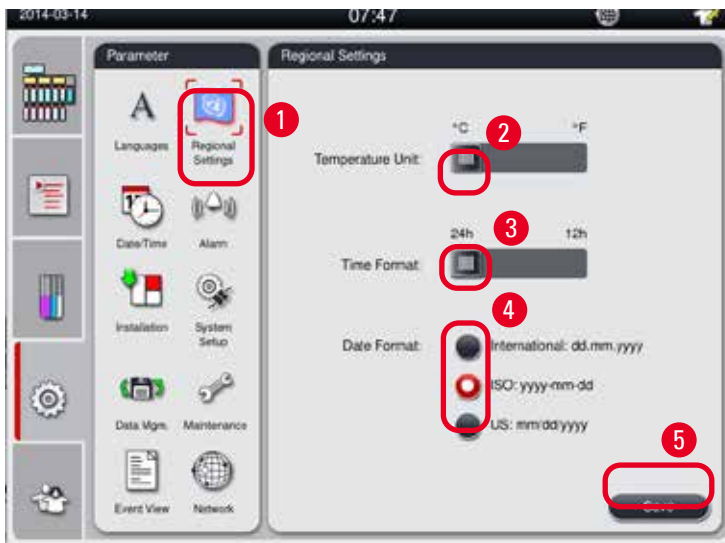 2014-03-14 07:47
Parameter
Regional Settings
1
Languages
Regional
Settings
°C 2 °F
Temperature Unit:
Date/Time
Alarm
24h 3 12h
Time Format:
4
Installation
System
Setup
Date Format:
International: dd.mm.yyyy
ISO: yyyy-mm-dd
US: mm/dd/yyyy
Data Mgm.
Maintenance
5
Save
Event View
Network